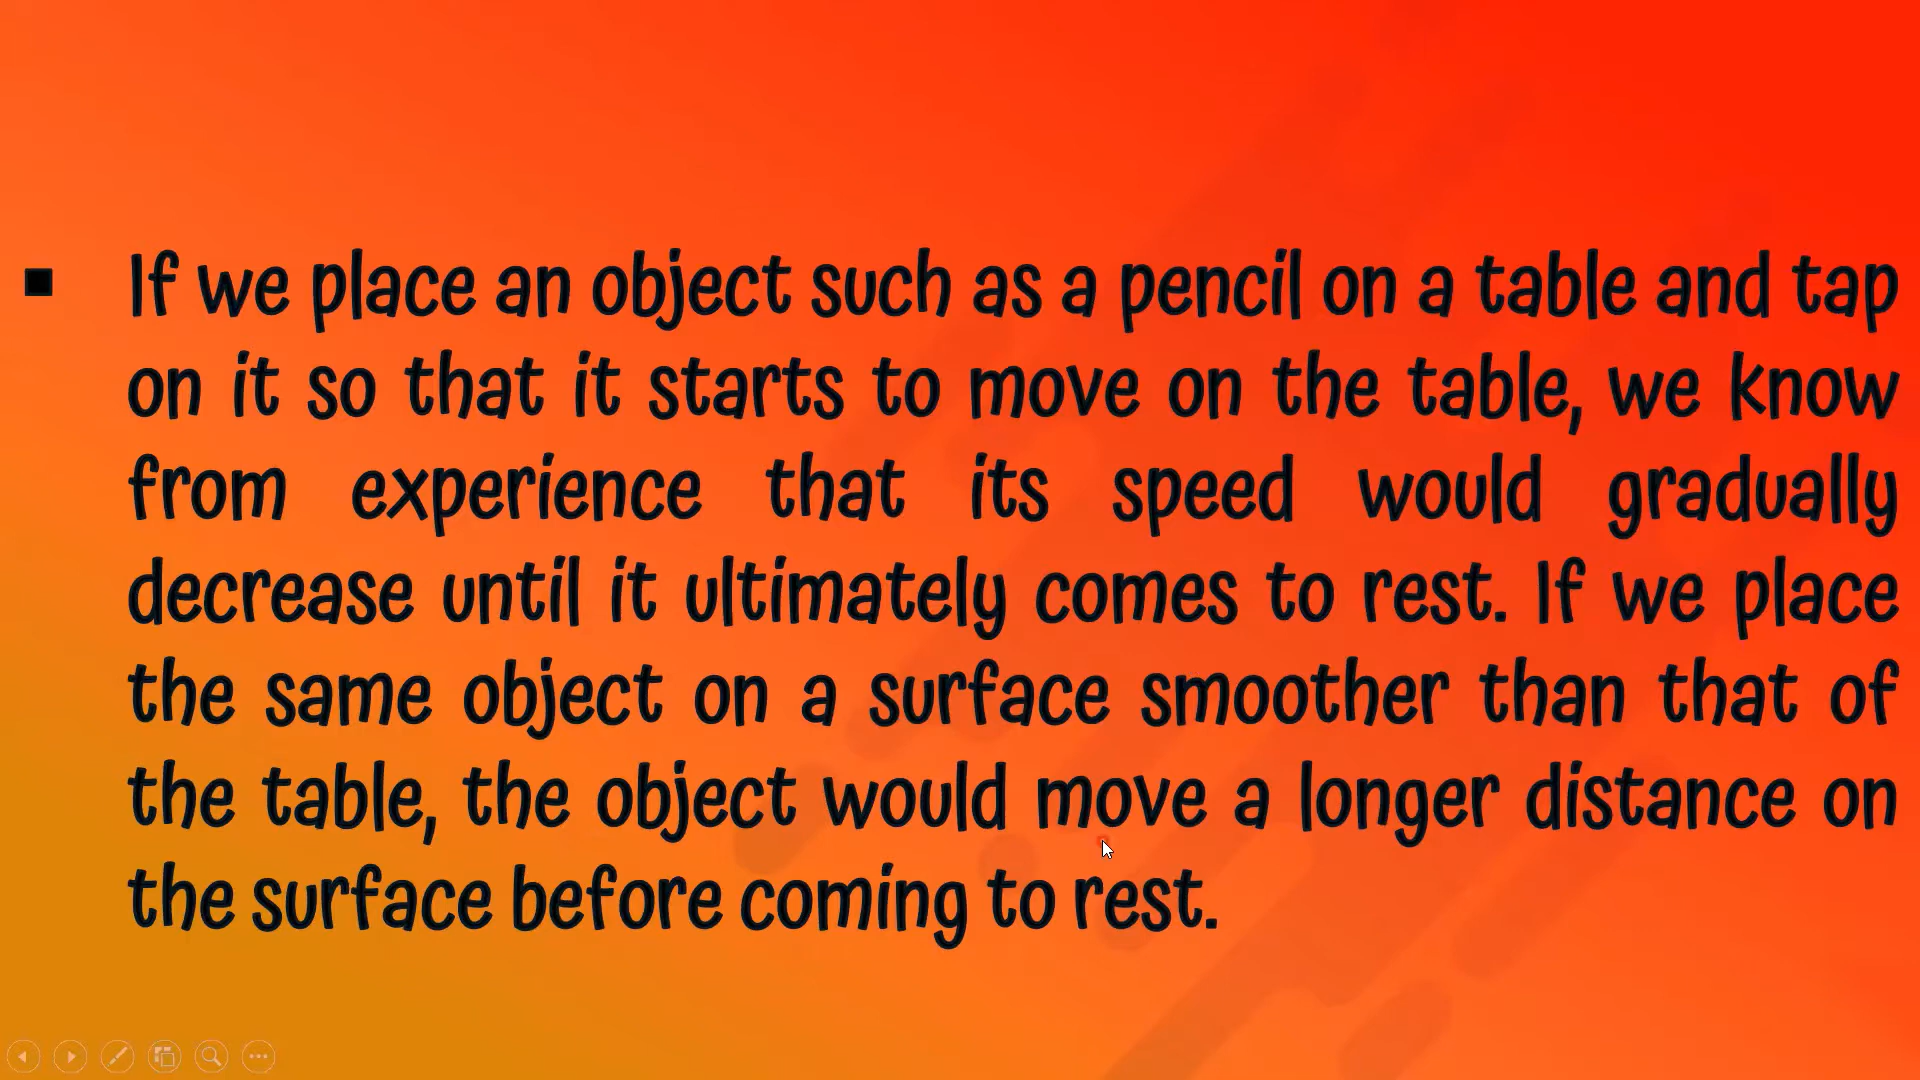 ▪ If we place an object such as a pencil on a table and tap
on it so that it starts to move on the table, we know
from experience that its speed would gradually
decrease until it ultimately comes to rest. If we place
the same object on a surface smoother than that of
the table, the object would move a longer distance on
the surface before coming to rest.